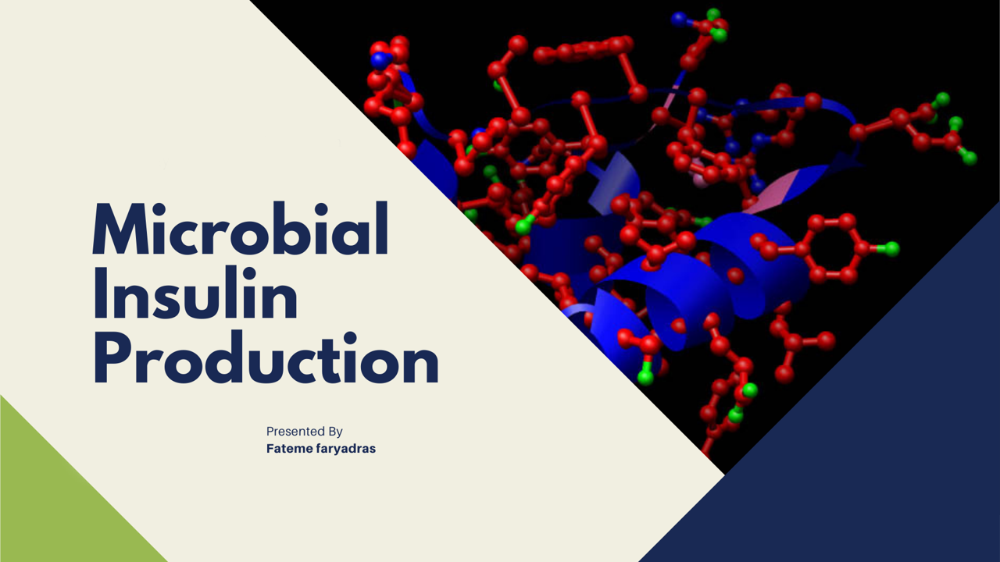 Microbial
Insulin
Production
Presented By
Fateme faryadras